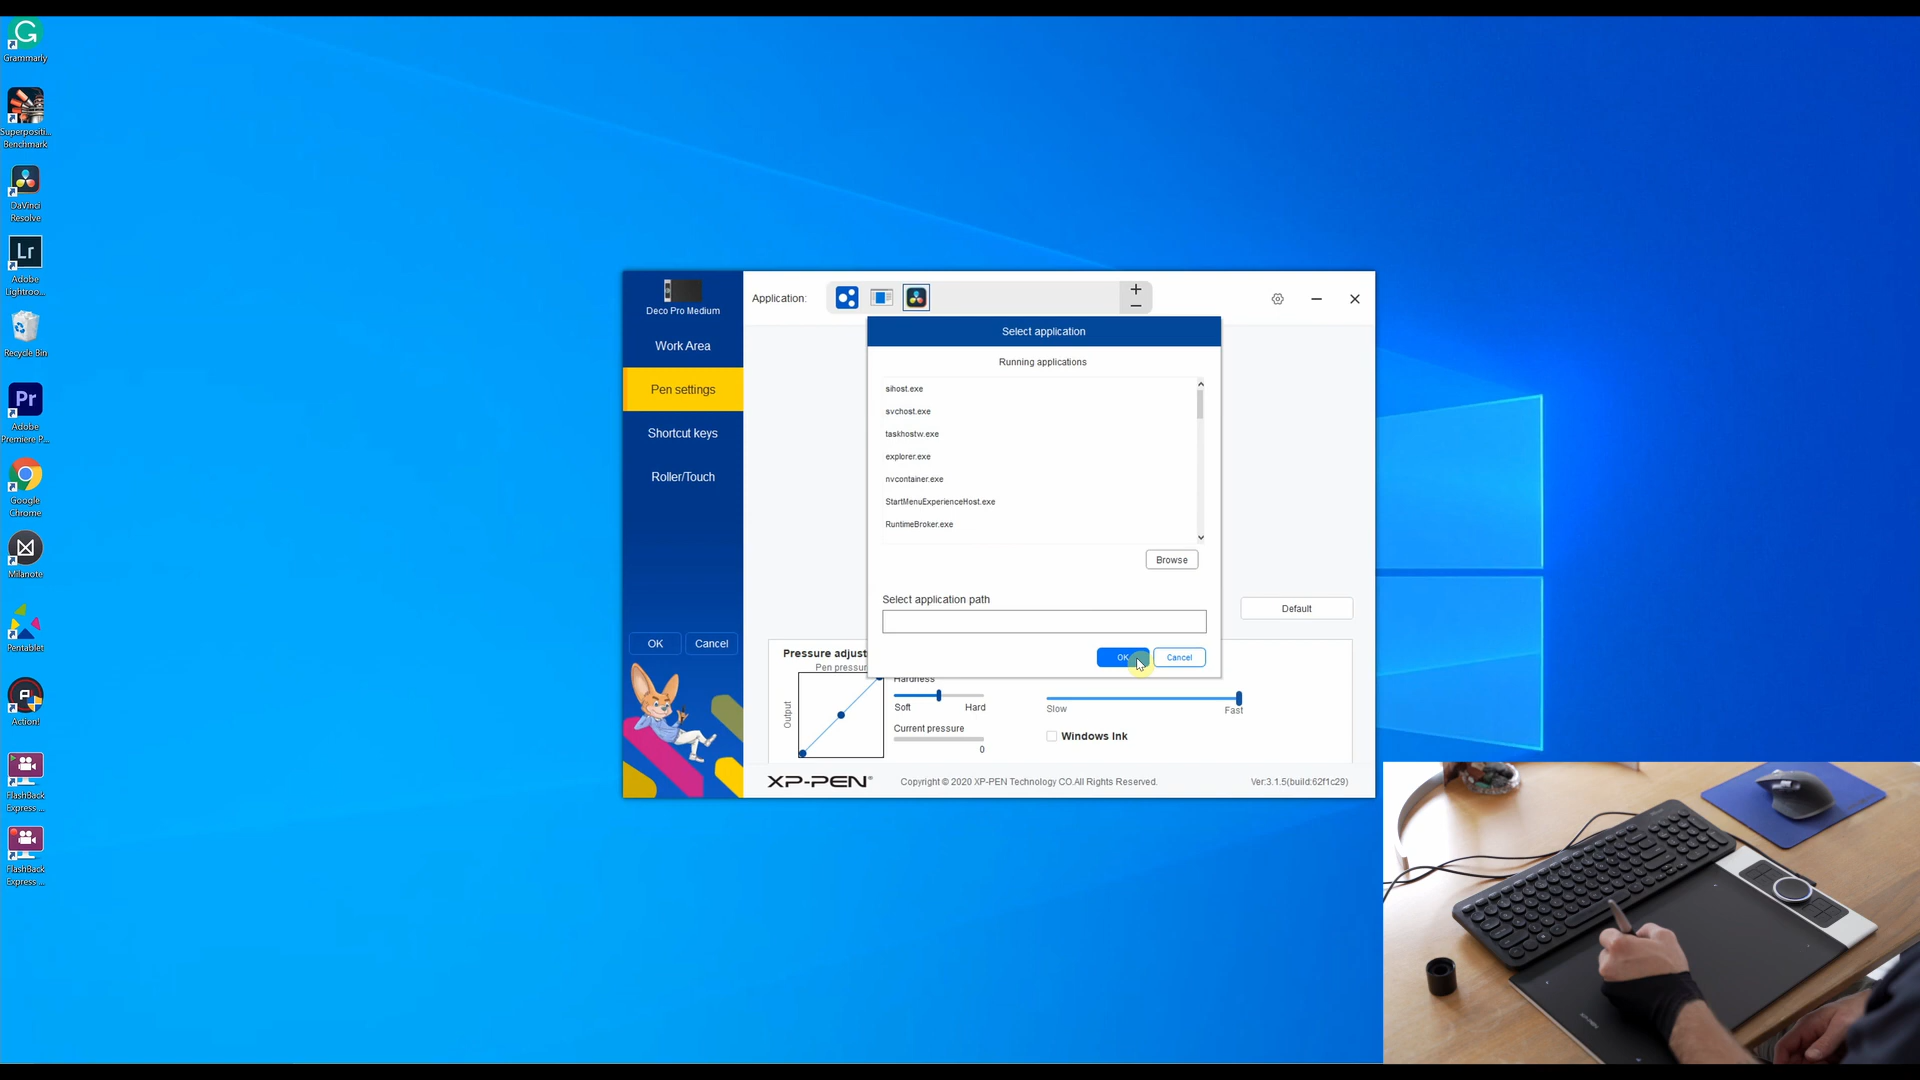 Grammarly
Superpositi...
Benchmark
DaVinci
Resolve
Lr
Adobe
Lightroo...
Recycle Bin
Pr
Adobe
Premiere P...
Google
Chrome
Milanote
Pentablet
Action!
FlashBack
Express ...
FlashBack
Express ...
Deco Pro Medium
Work Area
Pen settings
Shortcut keys
Roller/Touch
OK
Cancel
Application:
+
−
Select application
Running applications
sihost.exe
svchost.exe
taskhostw.exe
explorer.exe
nvcontainer.exe
StartMenuExperienceHost.exe
RuntimeBroker.exe
Browse
Select application path
OK
Cancel
Default
Pressure adjust
Pen pressur
Output
Hardness
Soft
Hard
Current pressure
0
Slow
Fast
Windows Ink
XP-PEN®
Copyright © 2020 XP-PEN Technology CO.All Rights Reserved.
Ver:3.1.5(build:62f1c29)
XP-PEN